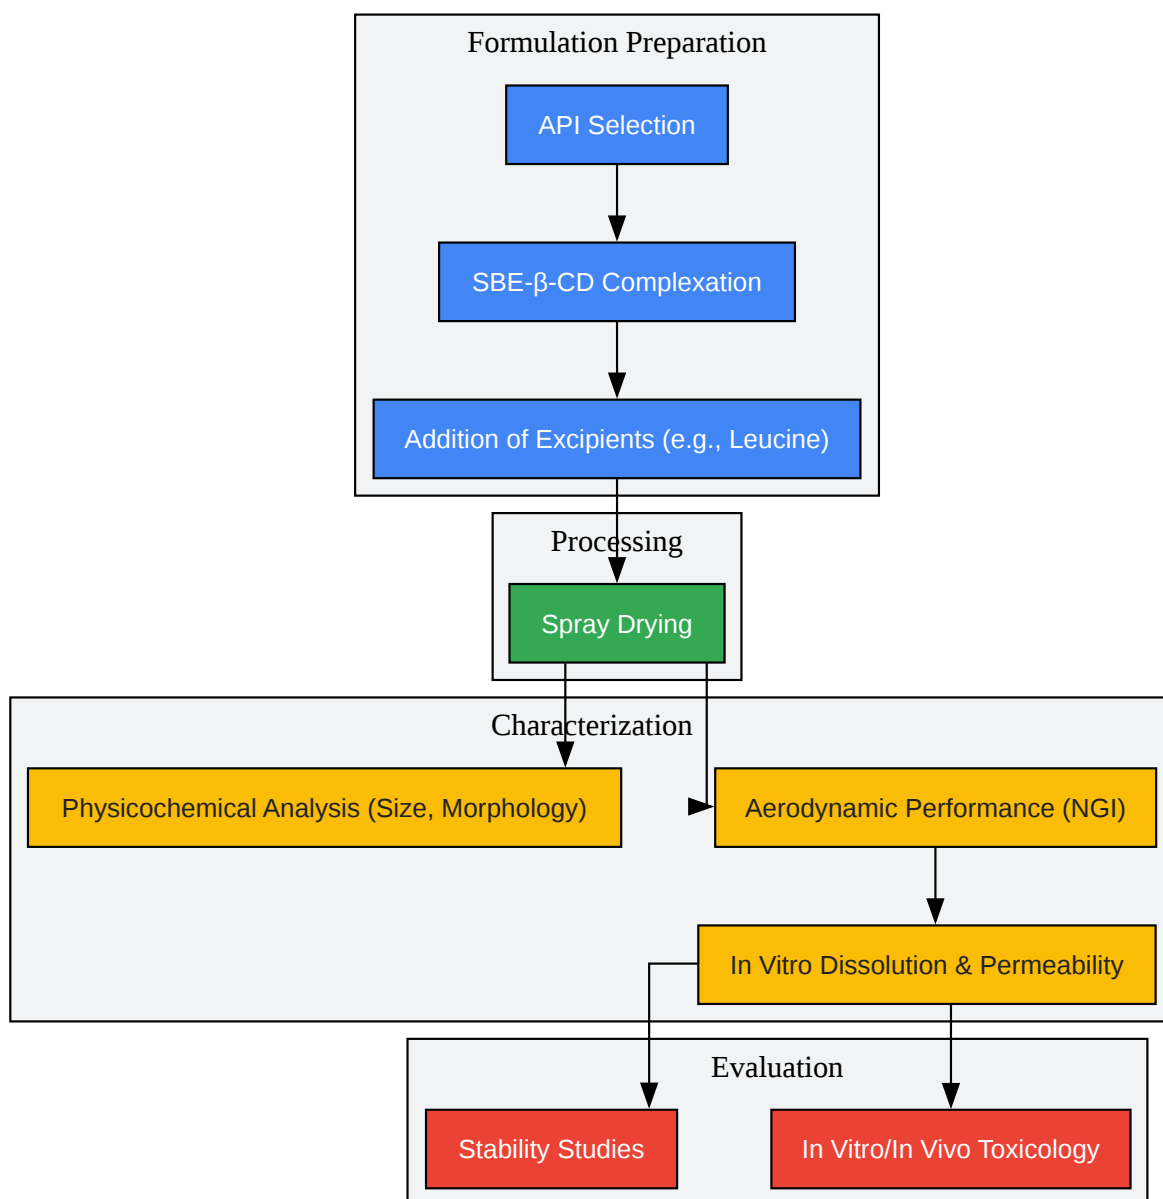 Formulation Preparation
API Selection
SBE-β-CD Complexation
Addition of Excipients (e.g., Leucine)
Processing
Spray Drying
Characterization
Physicochemical Analysis (Size, Morphology)
Aerodynamic Performance (NGI)
In Vitro Dissolution & Permeability
Evaluation
Stability Studies
In Vitro/In Vivo Toxicology